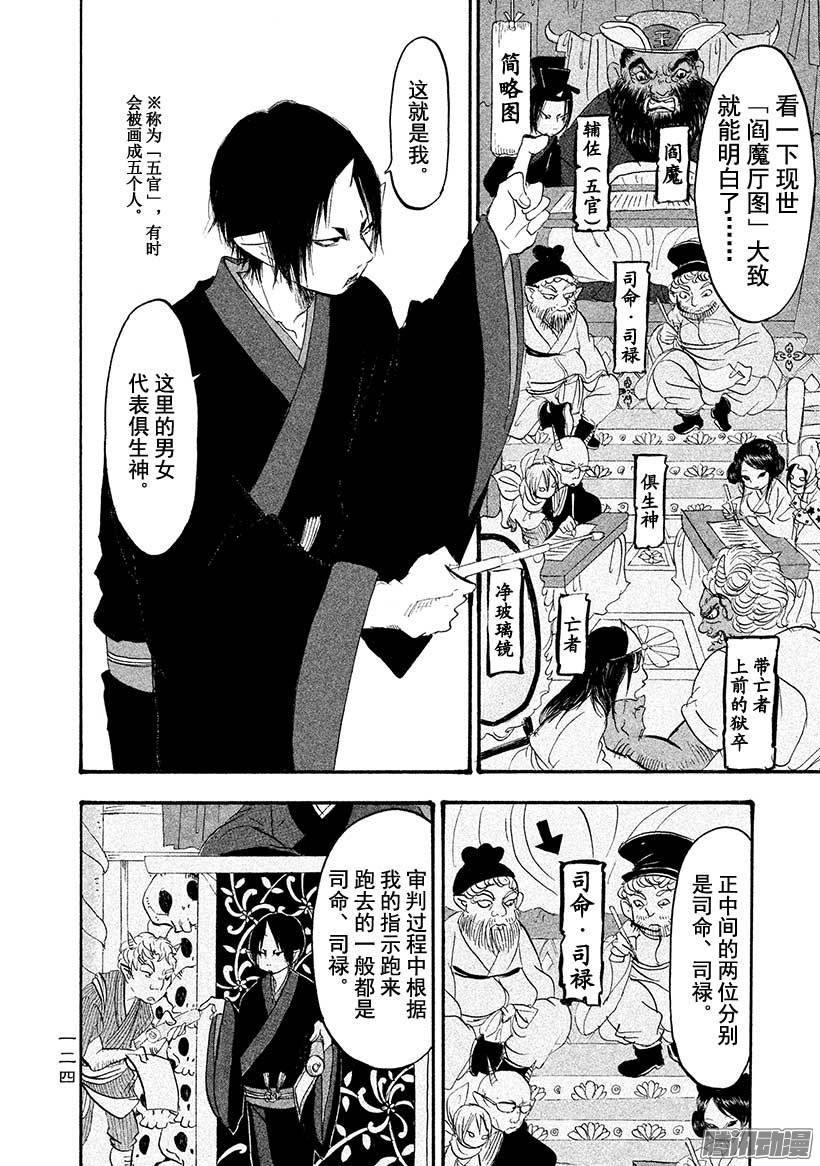 看一下现世
「阎魔厅图」大致
就能明白了……
王
简略图
阎魔
辅佐（五官）
司命·司禄
俱生神
净玻璃镜
亡者
带亡者
上前的狱卒
这就是我。
※称为「五官」，有时
会被画成五个人。
这里的男女
代表俱生神。
正中间的两位分别
是司命、司禄。
司命·司禄
审判过程中根据
我的指示跑来
跑去的一般都是
司命、司禄。
一二四
腾讯动漫